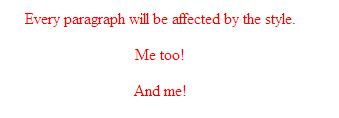 Every paragraph will be affected by the style.
Me too!
And me!